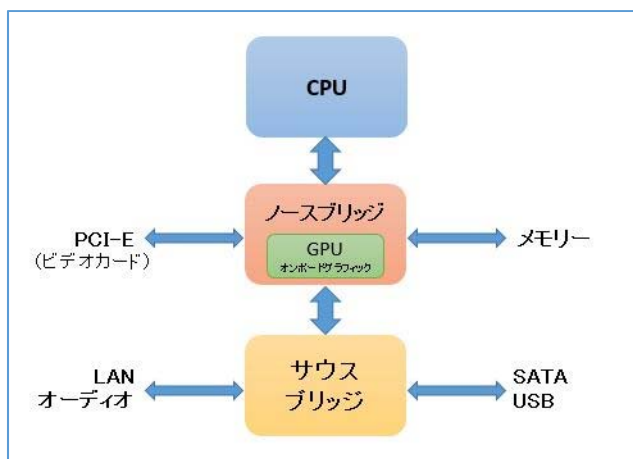 CPU
ノースブリッジ
GPU
オンボードグラフィック
PCI-E
(ビデオカード)
メモリー
サウス
ブリッジ
LAN
オーディオ
SATA
USB